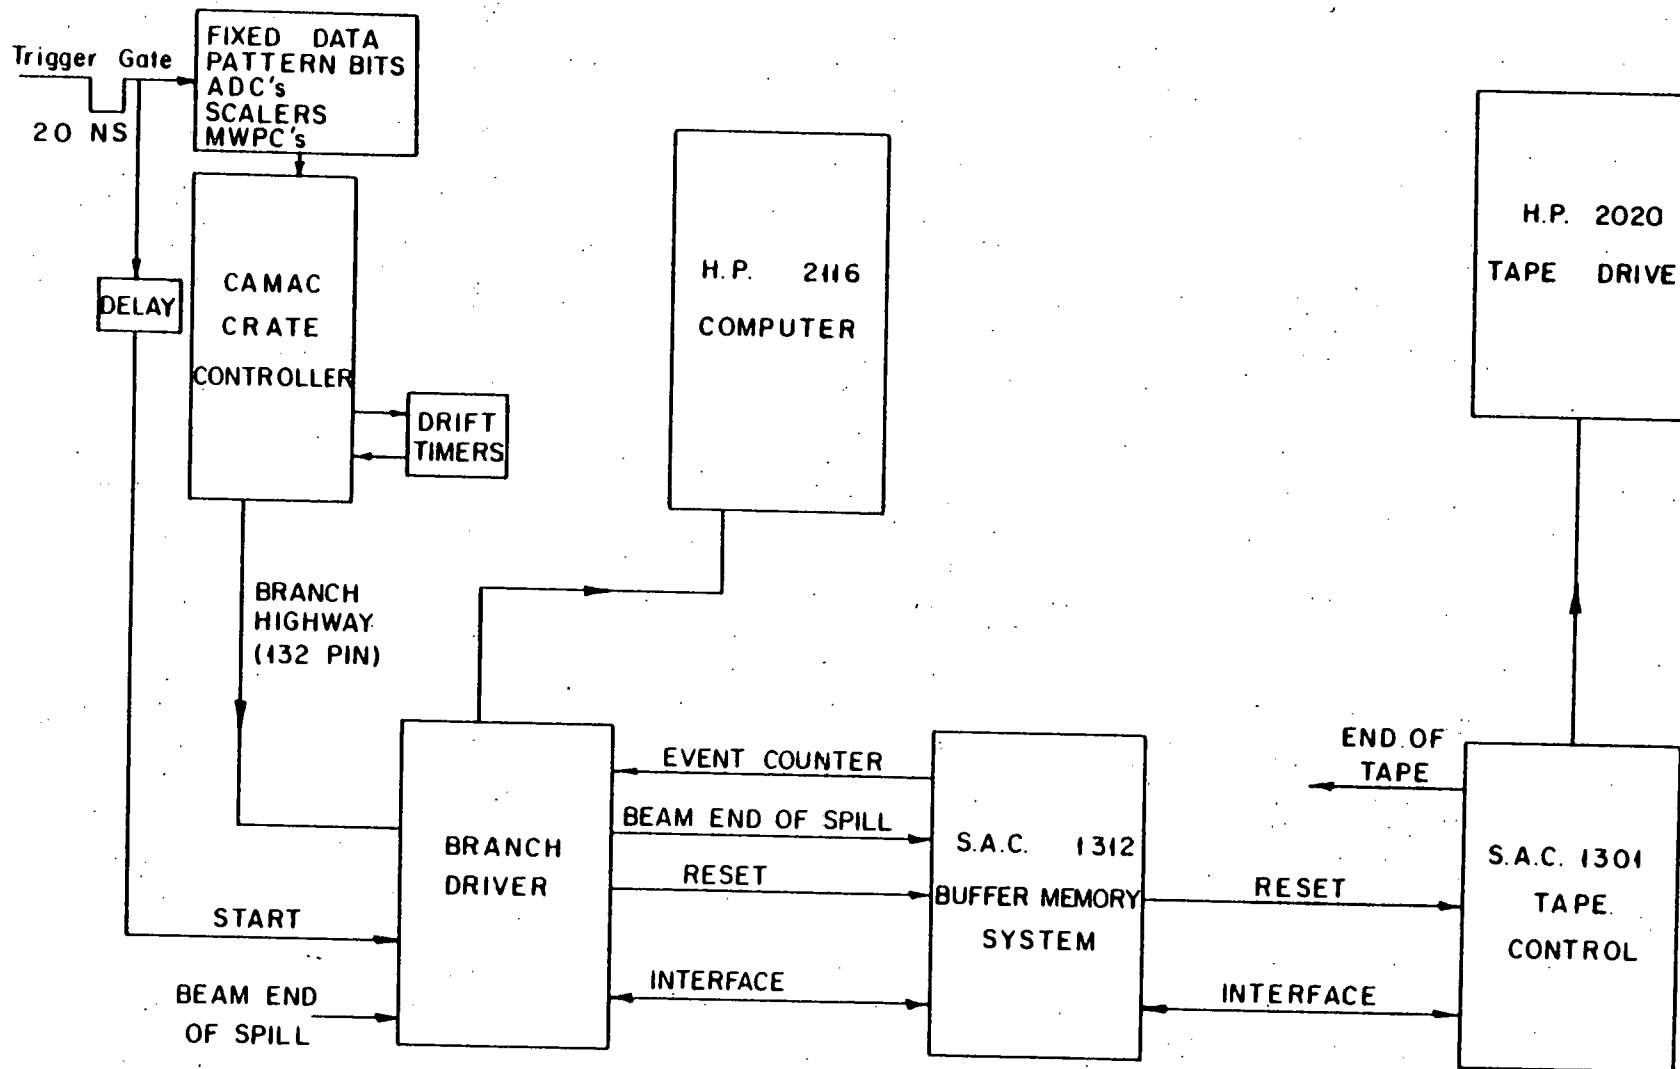 Trigger Gate
20 NS
FIXED DATA
PATTERN BITS
ADC's
SCALERS
MWPC's
DELAY
CAMAC
CRATE
CONTROLLER
DRIFT
TIMERS
H.P. 2116
COMPUTER
H.P. 2020
TAPE DRIVE
BRANCH
HIGHWAY
(132 PIN)
START
BEAM END
OF SPILL
BRANCH
DRIVER
EVENT COUNTER
BEAM END OF SPILL
RESET
INTERFACE
S.A.C. 1312
BUFFER MEMORY
SYSTEM
RESET
INTERFACE
END OF
TAPE
S.A.C. 1301
TAPE
CONTROL